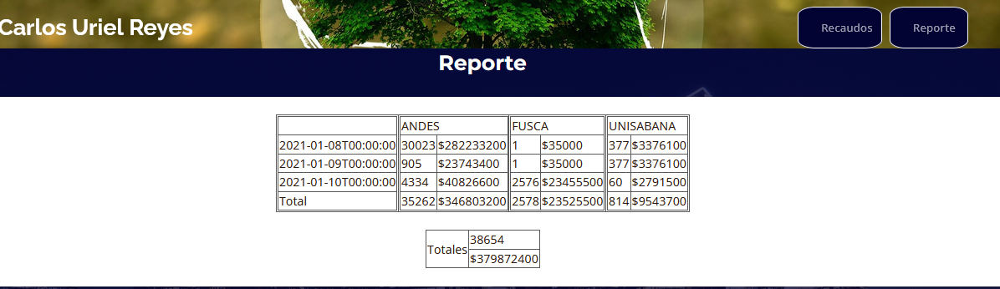 Carlos Uriel Reyes
Recaudos Reporte
Reporte
ANDES FUSCA UNISABANA
2021-01-08T00:00:00 30023 $282233200 1 $35000 377 $3376100
2021-01-09T00:00:00 905 $23743400 1 $35000 377 $3376100
2021-01-10T00:00:00 4334 $40826600 2576 $23455500 60 $2791500
Total 35262 $346803200 2578 $23525500 814 $9543700
38654
Totales
$379872400